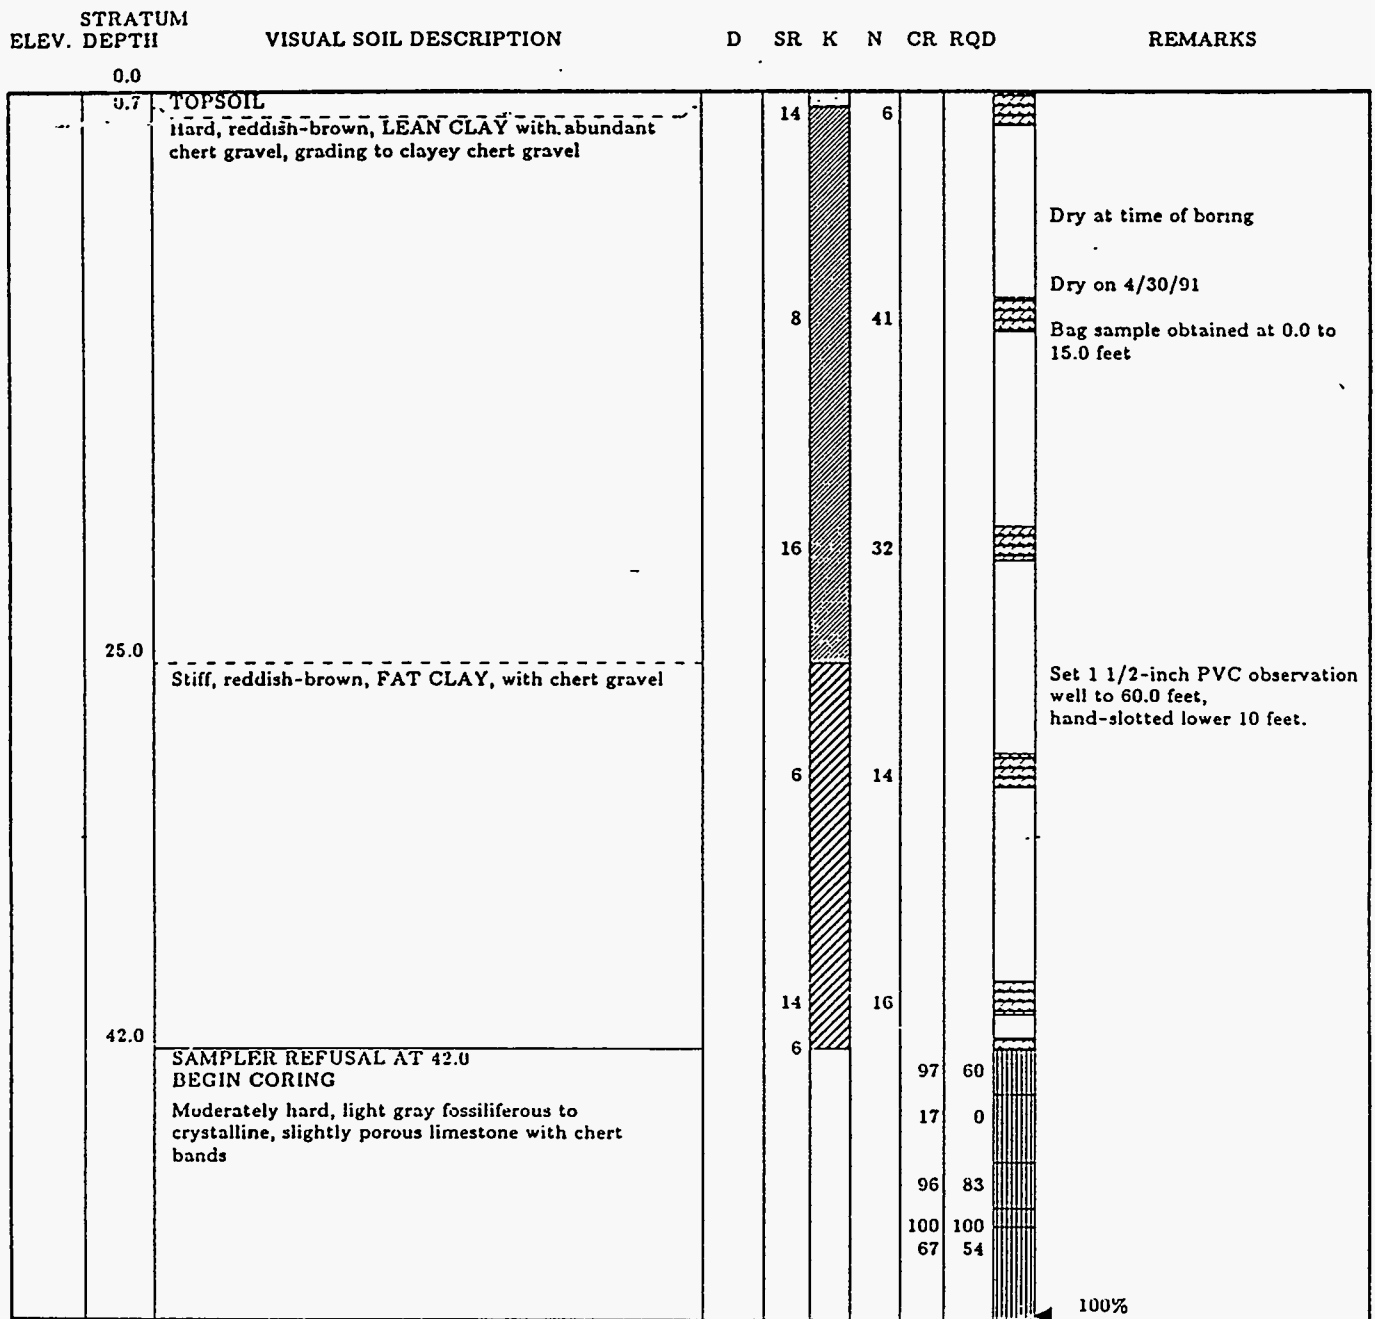 STRATUM
ELEV. DEPTH VISUAL SOIL DESCRIPTION D SR K N CR RQD REMARKS
0.0
0.7 TOPSOIL
Hard, reddish-brown, LEAN CLAY with abundant
chert gravel, grading to clayey chert gravel
14 6
Dry at time of boring
Dry on 4/30/91
8 41
Bag sample obtained at 0.0 to
15.0 feet
16 32
25.0
Stiff, reddish-brown, FAT CLAY, with chert gravel
Set 1 1/2-inch PVC observation
well to 60.0 feet,
hand-slotted lower 10 feet.
6 14
14 16
42.0
6
SAMPLER REFUSAL AT 42.0
BEGIN CORING
97 60
Moderately hard, light gray fossiliferous to
crystalline, slightly porous limestone with chert
bands
17 0
96 83
100 100
67 54
100%